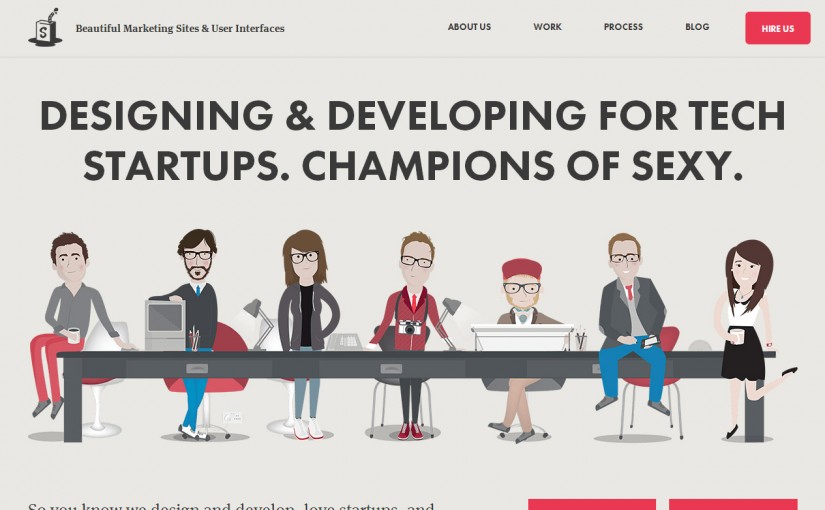 S
Beautiful Marketing Sites & User Interfaces
ABOUT US
WORK
PROCESS
BLOG
HIRE US
DESIGNING & DEVELOPING FOR TECH
STARTUPS. CHAMPIONS OF SEXY.
So you know we design and develop, love startups, and